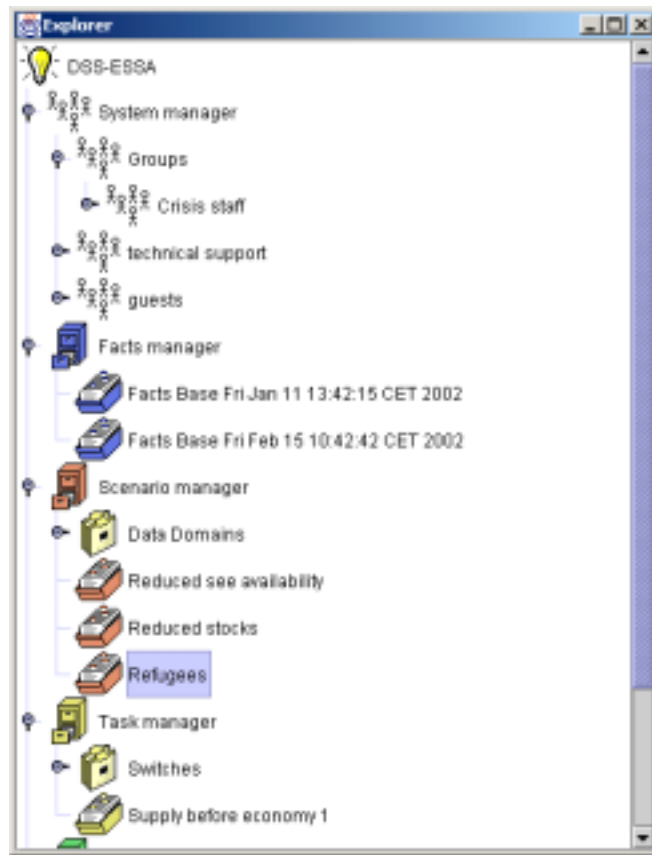 Explorer
DSS-ESSA
System manager
Groups
Crisis staff
technical support
guests
Facts manager
Facts Base Fri Jan 11 13:42:15 CET 2002
Facts Base Fri Feb 15 10:42:42 CET 2002
Scenario manager
Data Domains
Reduced see availability
Reduced stocks
Refugees
Task manager
Switches
Supply before economy 1